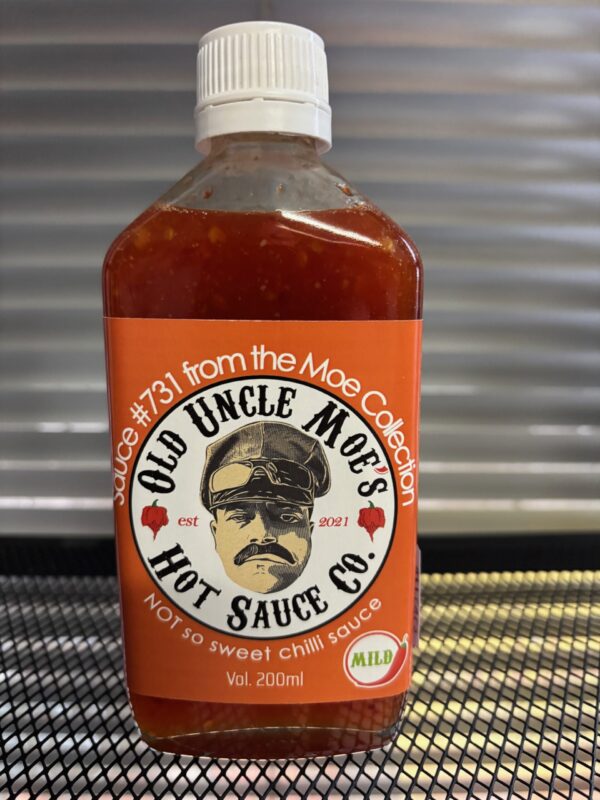 Sauce #731 from the Moe Collection
Old Uncle Moe's
est 2021
Hot Sauce Co.
NOT so sweet chilli sauce
MILD
Vol. 200ml